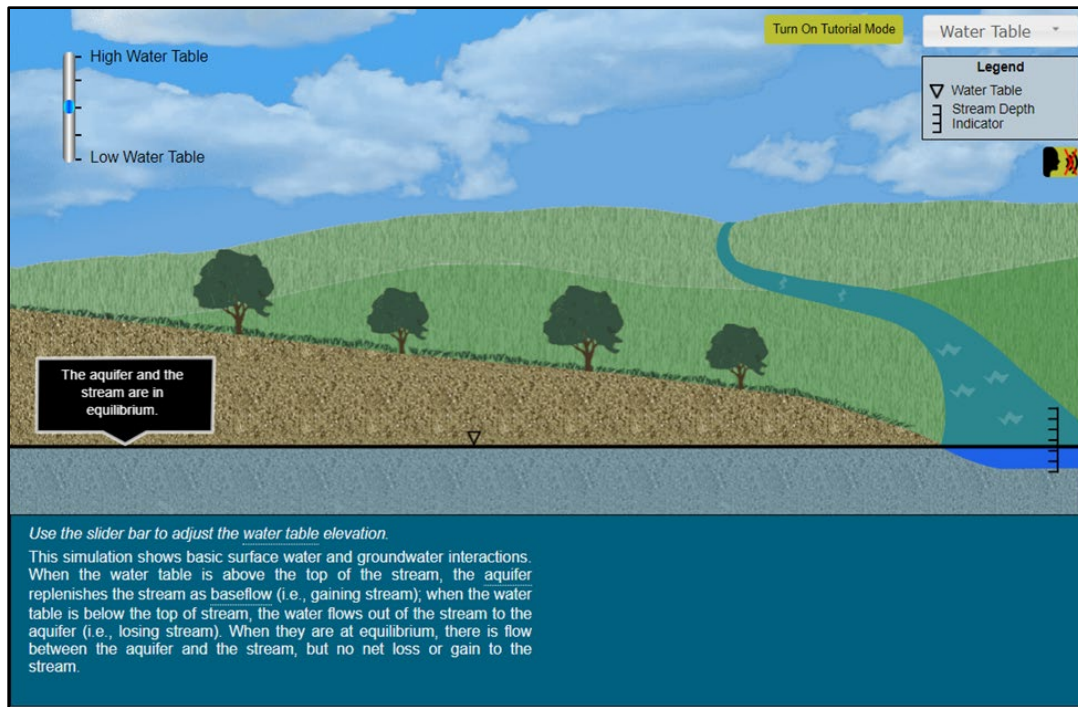 Turn On Tutorial Mode
Water Table
High Water Table
Low Water Table
Legend
Water Table
Stream Depth
Indicator
The aquifer and the
stream are in
equilibrium.
Use the slider bar to adjust the water table elevation.
This simulation shows basic surface water and groundwater interactions.
When the water table is above the top of the stream, the aquifer
replenishes the stream as baseflow (i.e., gaining stream); when the water
table is below the top of stream, the water flows out of the stream to the
aquifer (i.e., losing stream). When they are at equilibrium, there is flow
between the aquifer and the stream, but no net loss or gain to the
stream.